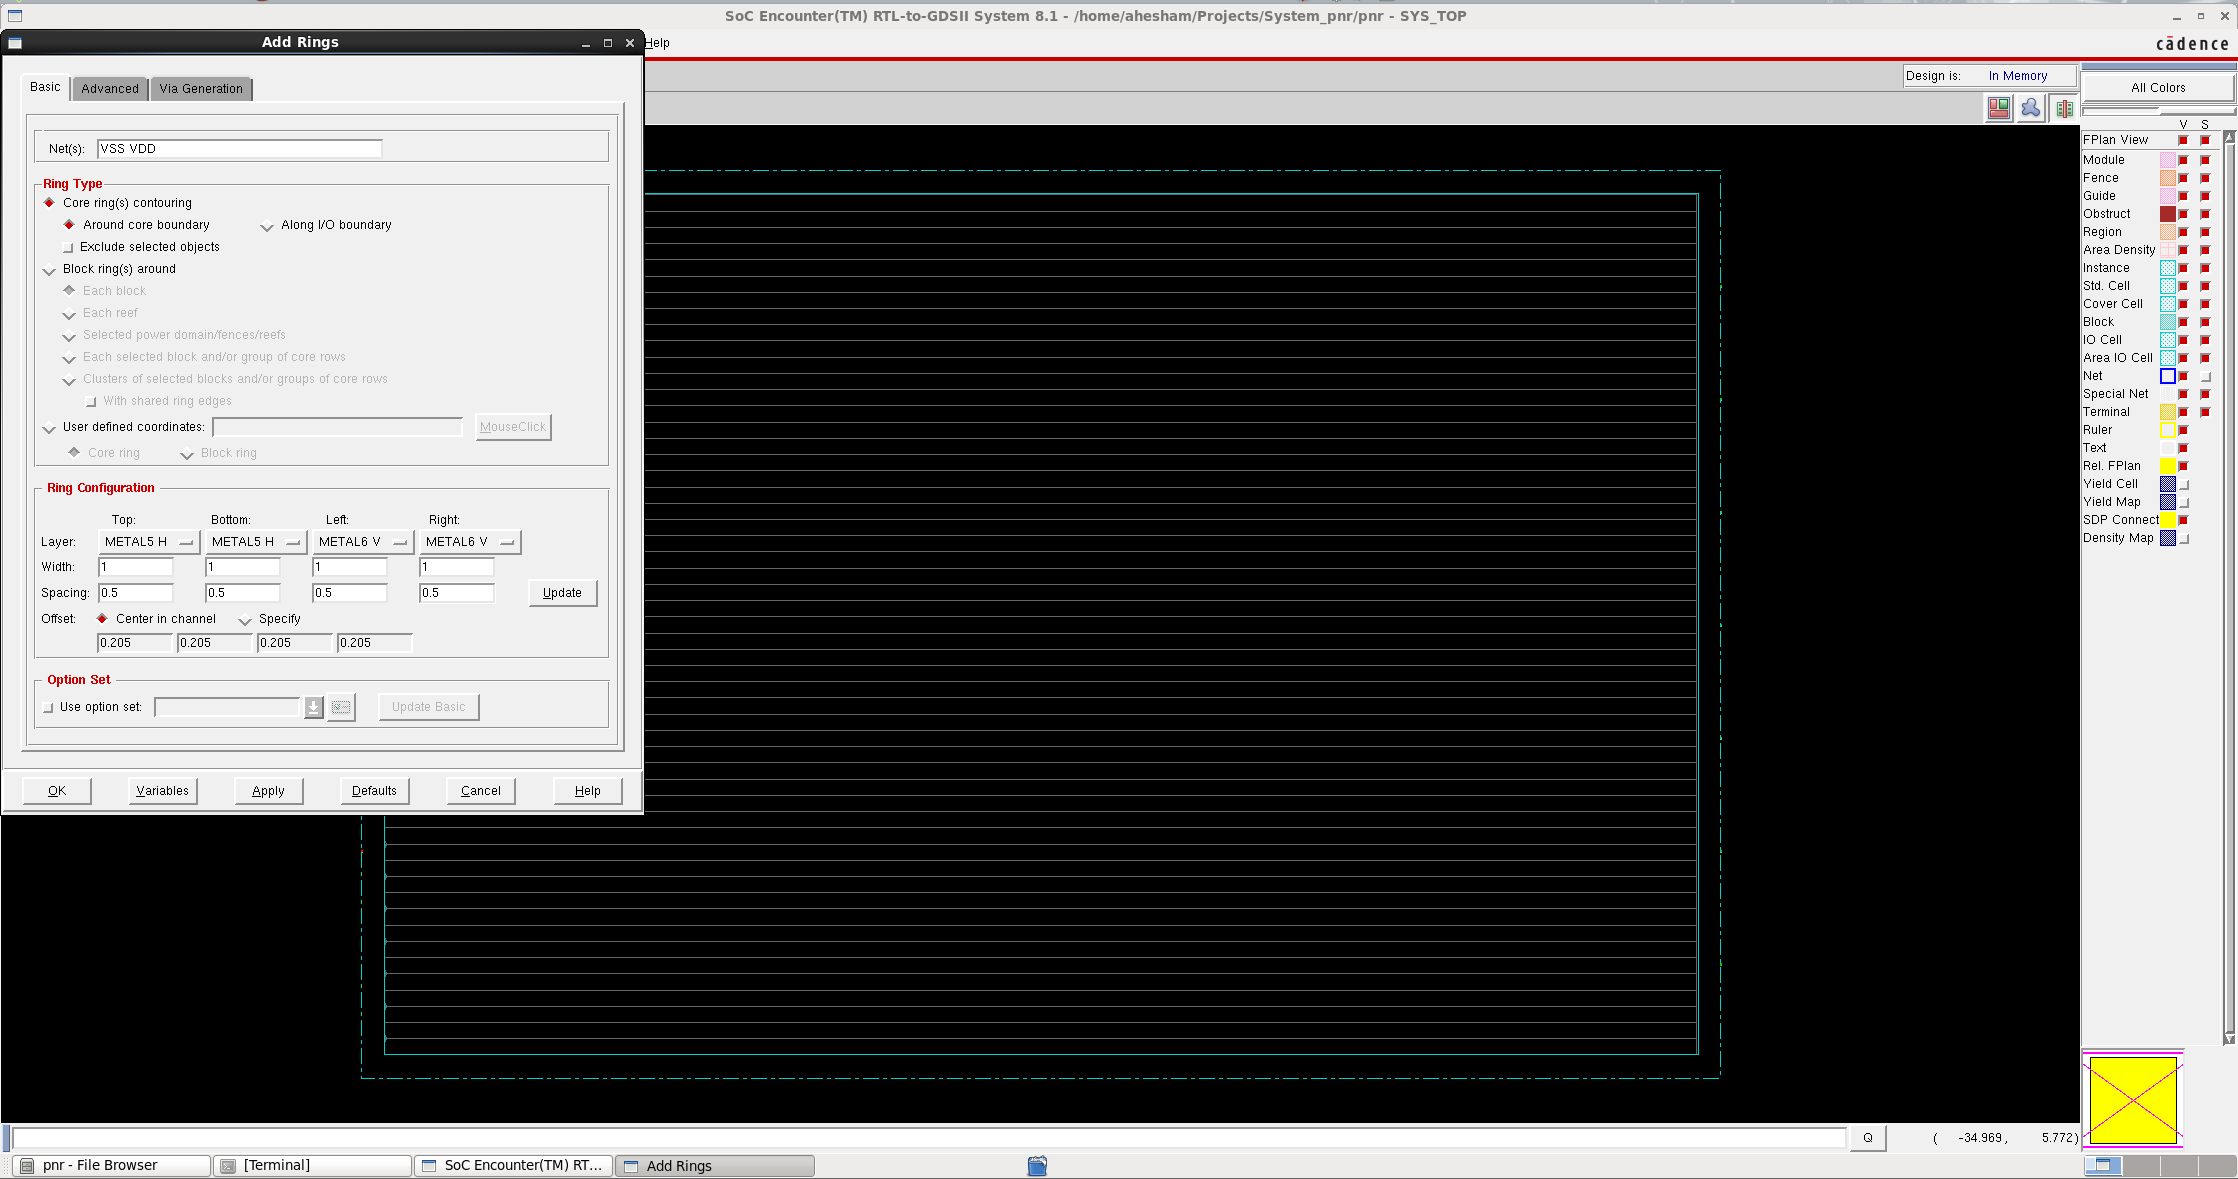 SoC Encounter(TM) RTL-to-GDSII System 8.1 - /home/ahesham/Projects/System_pnr/pnr - SYS_TOP
Add Rings
Help
cādence
Basic
Advanced
Via Generation
Design is:
In Memory
All Colors
Net(s):
VSS VDD
Ring Type
Core ring(s) contouring
Around core boundary
Along I/O boundary
Exclude selected objects
Block ring(s) around
Each block
Each reef
Selected power domain/fences/reefs
Each selected block and/or group of core rows
Clusters of selected blocks and/or groups of core rows
With shared ring edges
User defined coordinates:
MouseClick
Core ring
Block ring
Ring Configuration
Top:
Bottom:
Left:
Right:
Layer:
METAL5 H
METAL5 H
METAL6 V
METAL6 V
Width:
1
1
1
1
Spacing:
0.5
0.5
0.5
0.5
Update
Offset:
Center in channel
Specify
0.205
0.205
0.205
0.205
Option Set
Use option set:
Update Basic
OK
Variables
Apply
Defaults
Cancel
Help
V
S
FPlan View
Module
Fence
Guide
Obstruct
Region
Area Density
Instance
Std. Cell
Cover Cell
Block
IO Cell
Area IO Cell
Net
Special Net
Terminal
Ruler
Text
Rel. FPlan
Yield Cell
Yield Map
SDP Connect
Density Map
Q
( -34.969, 5.772)
pnr - File Browser
[Terminal]
SoC Encounter(TM) RT...
Add Rings